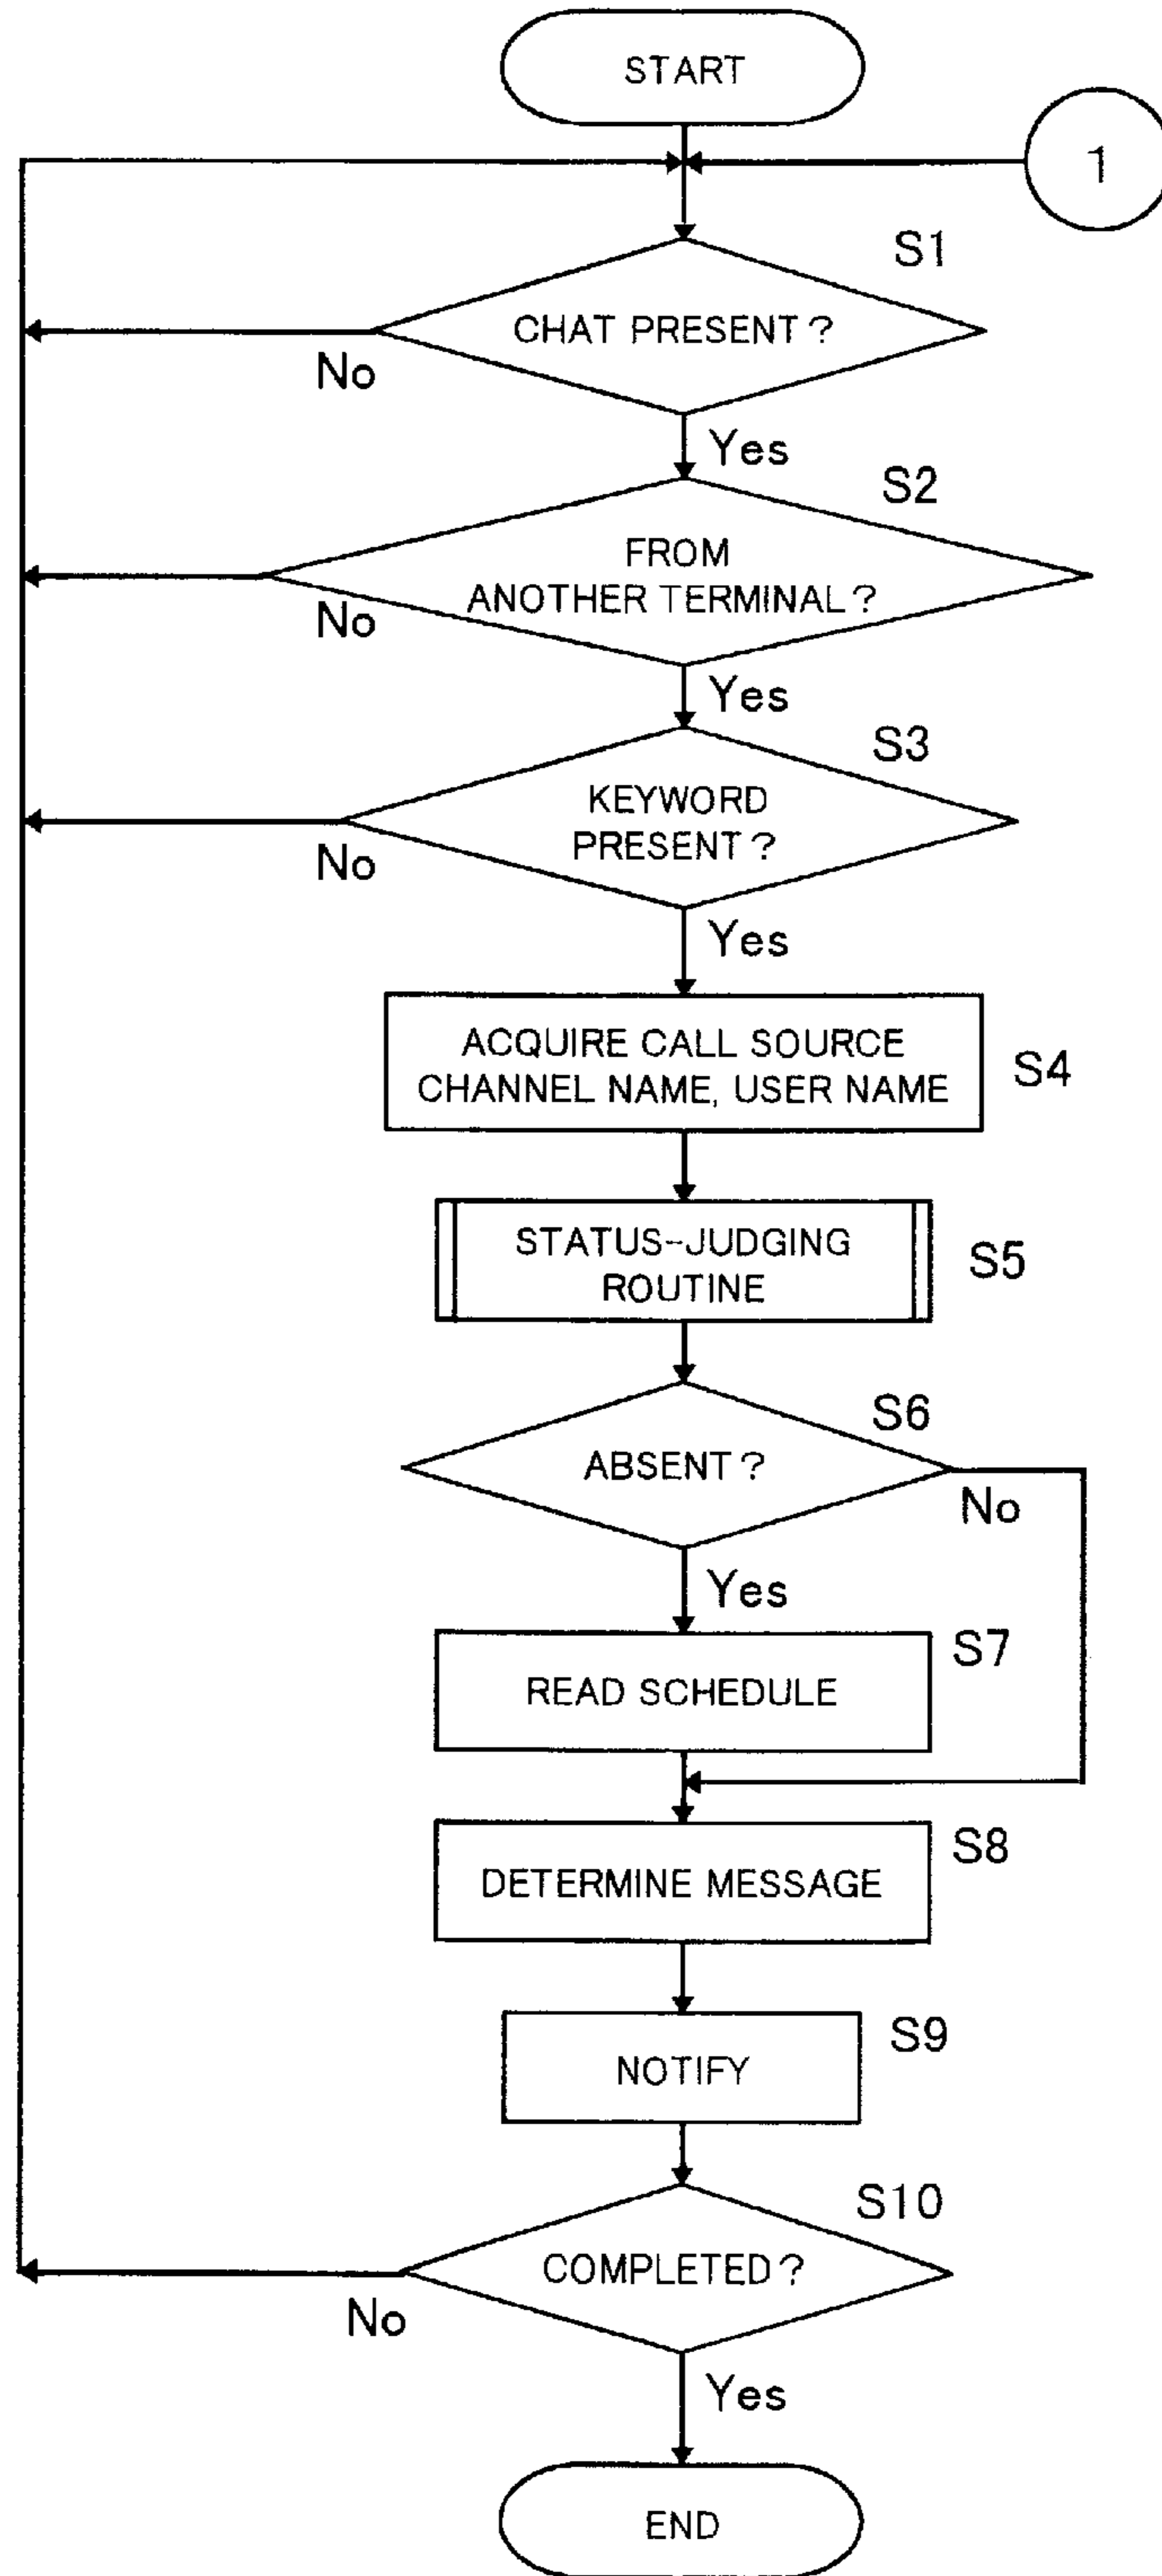 START
1
S1
CHAT PRESENT?
No
Yes
S2
FROM
ANOTHER TERMINAL?
No
Yes
S3
KEYWORD
PRESENT?
No
Yes
ACQUIRE CALL SOURCE
CHANNEL NAME, USER NAME
S4
STATUS-JUDGING
ROUTINE
S5
S6
ABSENT?
No
Yes
S7
READ SCHEDULE
S8
DETERMINE MESSAGE
S9
NOTIFY
S10
COMPLETED?
No
Yes
END